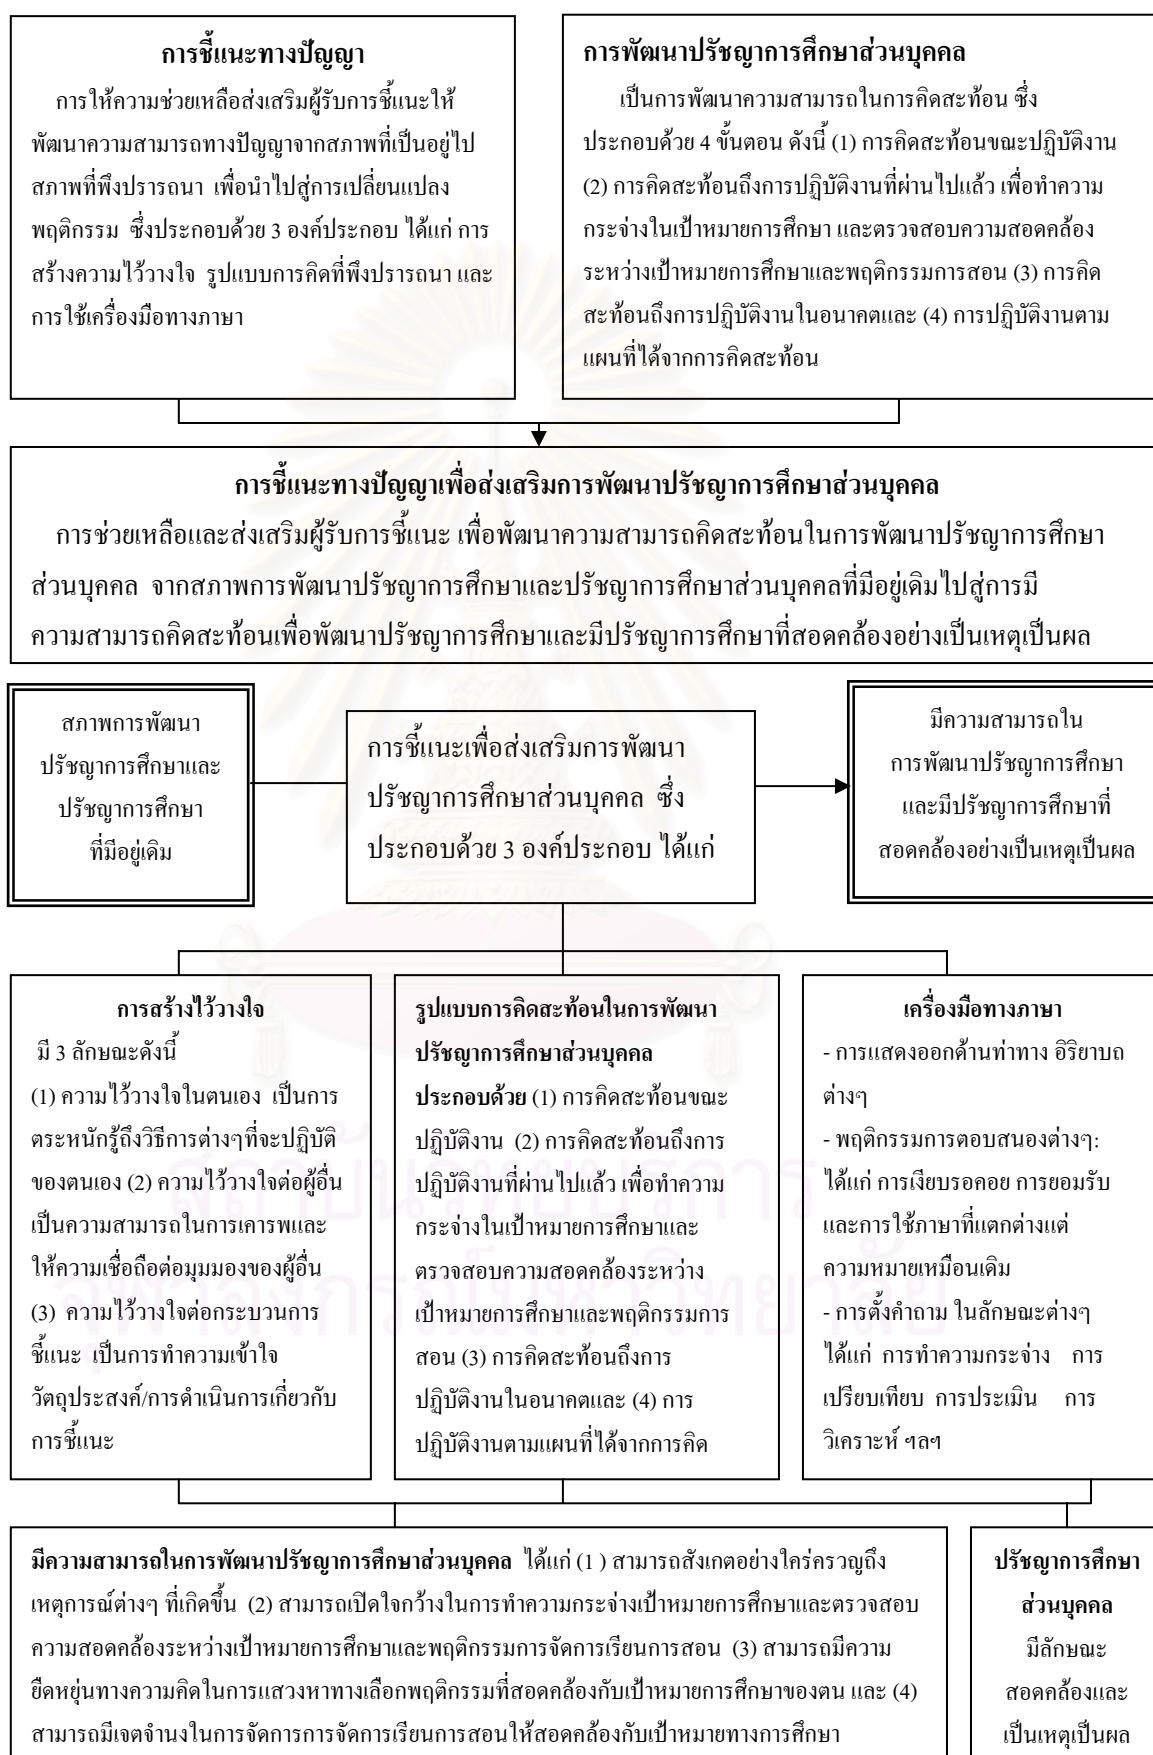 การชี้แนะทางปัญญา
การให้ความช่วยเหลือส่งเสริมผู้รับการชี้แนะให้
พัฒนาความสามารถทางปัญญาจากสภาพที่เป็นอยู่ไป
สภาพที่พึงปรารถนา เพื่อนำไปสู่การเปลี่ยนแปลง
พฤติกรรม ซึ่งประกอบด้วย 3 องค์ประกอบ ได้แก่ การ
สร้างความไว้วางใจ รูปแบบการคิดที่พึงปรารถนา และ
การใช้เครื่องมือทางภาษา
การพัฒนาปรัชญาการศึกษาส่วนบุคคล
เป็นการพัฒนาความสามารถในการคิดสะท้อน ซึ่ง
ประกอบด้วย 4 ขั้นตอน ดังนี้ (1) การคิดสะท้อนขณะปฏิบัติงาน
(2) การคิดสะท้อนถึงการปฏิบัติงานที่ผ่านไปแล้ว เพื่อทำความ
กระจ่างในเป้าหมายการศึกษา และตรวจสอบความสอดคล้อง
ระหว่างเป้าหมายการศึกษาและพฤติกรรมการสอน (3) การคิด
สะท้อนถึงการปฏิบัติงานในอนาคตและ (4) การปฏิบัติงานตาม
แผนที่ได้จากการคิดสะท้อน
การชี้แนะทางปัญญาเพื่อส่งเสริมการพัฒนาปรัชญาการศึกษาส่วนบุคคล
การช่วยเหลือและส่งเสริมผู้รับการชี้แนะ เพื่อพัฒนาความสามารถคิดสะท้อนในการพัฒนาปรัชญาการศึกษา
ส่วนบุคคล จากสภาพการพัฒนาปรัชญาการศึกษาและปรัชญาการศึกษาส่วนบุคคลที่มีอยู่เดิมไปสู่การมี
ความสามารถคิดสะท้อนเพื่อพัฒนาปรัชญาการศึกษาและมีปรัชญาการศึกษาที่สอดคล้องอย่างเป็นเหตุเป็นผล
สภาพการพัฒนา
ปรัชญาการศึกษาและ
ปรัชญาการศึกษา
ที่มีอยู่เดิม
การชี้แนะเพื่อส่งเสริมการพัฒนา
ปรัชญาการศึกษาส่วนบุคคล ซึ่ง
ประกอบด้วย 3 องค์ประกอบ ได้แก่
มีความสามารถใน
การพัฒนาปรัชญาการศึกษา
และมีปรัชญาการศึกษาที่
สอดคล้องอย่างเป็นเหตุเป็นผล
การสร้างไว้วางใจ
มี 3 ลักษณะดังนี้
(1) ความไว้วางใจในตนเอง เป็นการ
ตระหนักรู้ถึงวิธีการต่างๆที่จะปฏิบัติ
ของตนเอง (2) ความไว้วางใจต่อผู้อื่น
เป็นความสามารถในการเคารพและ
ให้ความเชื่อถือต่อมุมมองของผู้อื่น
(3) ความไว้วางใจต่อกระบวนการ
ชี้แนะ เป็นการทำความเข้าใจ
วัตถุประสงค์/การดำเนินการเกี่ยวกับ
การชี้แนะ
รูปแบบการคิดสะท้อนในการพัฒนา
ปรัชญาการศึกษาส่วนบุคคล
ประกอบด้วย (1) การคิดสะท้อนขณะ
ปฏิบัติงาน (2) การคิดสะท้อนถึงการ
ปฏิบัติงานที่ผ่านไปแล้ว เพื่อทำความ
กระจ่างในเป้าหมายการศึกษาและ
ตรวจสอบความสอดคล้องระหว่าง
เป้าหมายการศึกษาและพฤติกรรมการ
สอน (3) การคิดสะท้อนถึงการ
ปฏิบัติงานในอนาคตและ (4) การ
ปฏิบัติงานตามแผนที่ได้จากการคิด
เครื่องมือทางภาษา
- การแสดงออกด้านท่าทาง อิริยาบถ
ต่างๆ
- พฤติกรรมการตอบสนองต่างๆ:
ได้แก่ การเงียบรอคอย การยอมรับ
และการใช้ภาษาที่แตกต่างแต่
ความหมายเหมือนเดิม
- การตั้งคำถาม ในลักษณะต่างๆ
ได้แก่ การทำความกระจ่าง การ
เปรียบเทียบ การประเมิน การ
วิเคราะห์ ฯลฯ
สถาบันวิทยบริการ
จุฬาลงกรณ์มหาวิทยาลัย
มีความสามารถในการพัฒนาปรัชญาการศึกษาส่วนบุคคล ได้แก่ (1 ) สามารถสังเกตอย่างใคร่ครวญถึง
เหตุการณ์ต่างๆ ที่เกิดขึ้น (2) สามารถเปิดใจกว้างในการทำความกระจ่างเป้าหมายการศึกษาและตรวจสอบ
ความสอดคล้องระหว่างเป้าหมายการศึกษาและพฤติกรรมการจัดการเรียนการสอน (3) สามารถมีความ
ยืดหยุ่นทางความคิดในการแสวงหาทางเลือกพฤติกรรมที่สอดคล้องกับเป้าหมายการศึกษาของตน และ (4)
สามารถมีเจตจำนงในการจัดการการจัดการเรียนการสอนให้สอดคล้องกับเป้าหมายทางการศึกษา
ปรัชญาการศึกษา
ส่วนบุคคล
มีลักษณะ
สอดคล้องและ
เป็นเหตุเป็นผล